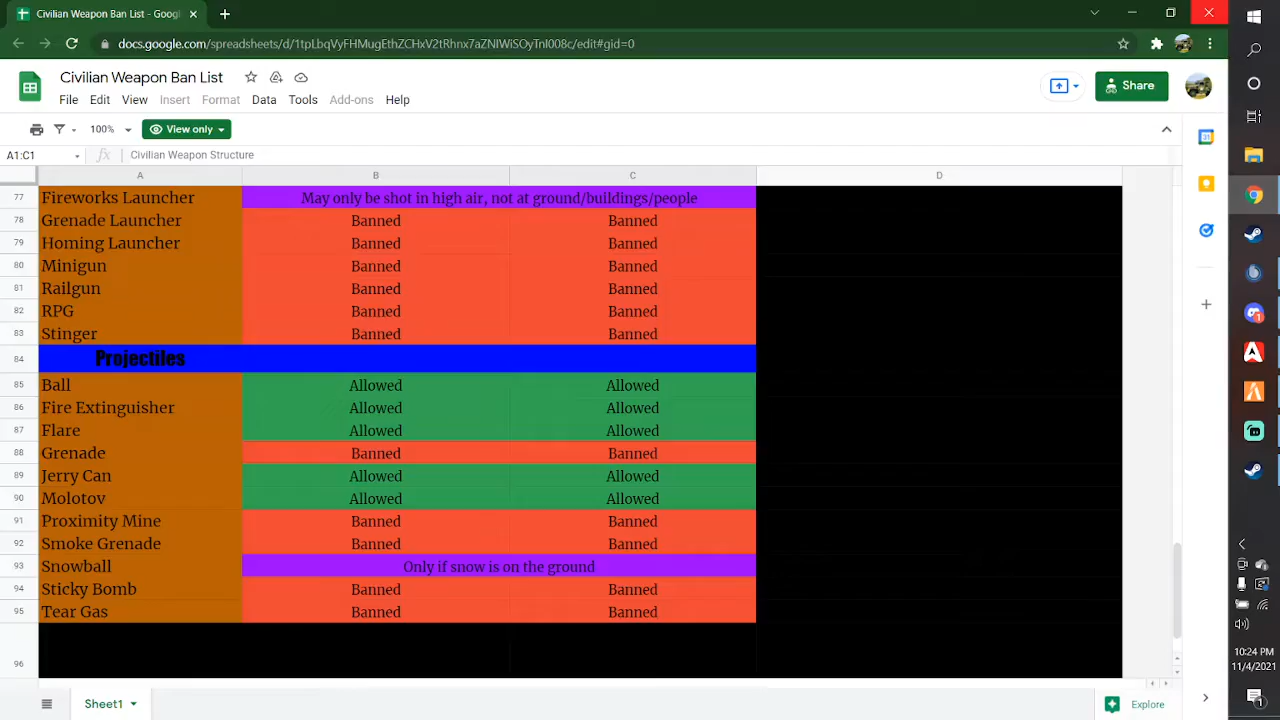 Civilian Weapon Ban List - Googl
docs.google.com/spreadsheets/d/1tpLbqVyFHMugEthZCHxV2tRhnx7aZNIWiSOyTnI008c/edit#gid=0
Civilian Weapon Ban List
Share
File Edit View Insert Format Data Tools Add-ons Help
100% View only
A1:C1 fx Civilian Weapon Structure
A B C D
77 Fireworks Launcher May only be shot in high air, not at ground/buildings/people
78 Grenade Launcher Banned Banned
79 Homing Launcher Banned Banned
80 Minigun Banned Banned
81 Railgun Banned Banned
82 RPG Banned Banned
83 Stinger Banned Banned
84 Projectiles
85 Ball Allowed Allowed
86 Fire Extinguisher Allowed Allowed
87 Flare Allowed Allowed
88 Grenade Banned Banned
89 Jerry Can Allowed Allowed
90 Molotov Allowed Allowed
91 Proximity Mine Banned Banned
92 Smoke Grenade Banned Banned
93 Snowball Only if snow is on the ground
94 Sticky Bomb Banned Banned
95 Tear Gas Banned Banned
96
10:24 PM
11/4/2021
Sheet1
Explore